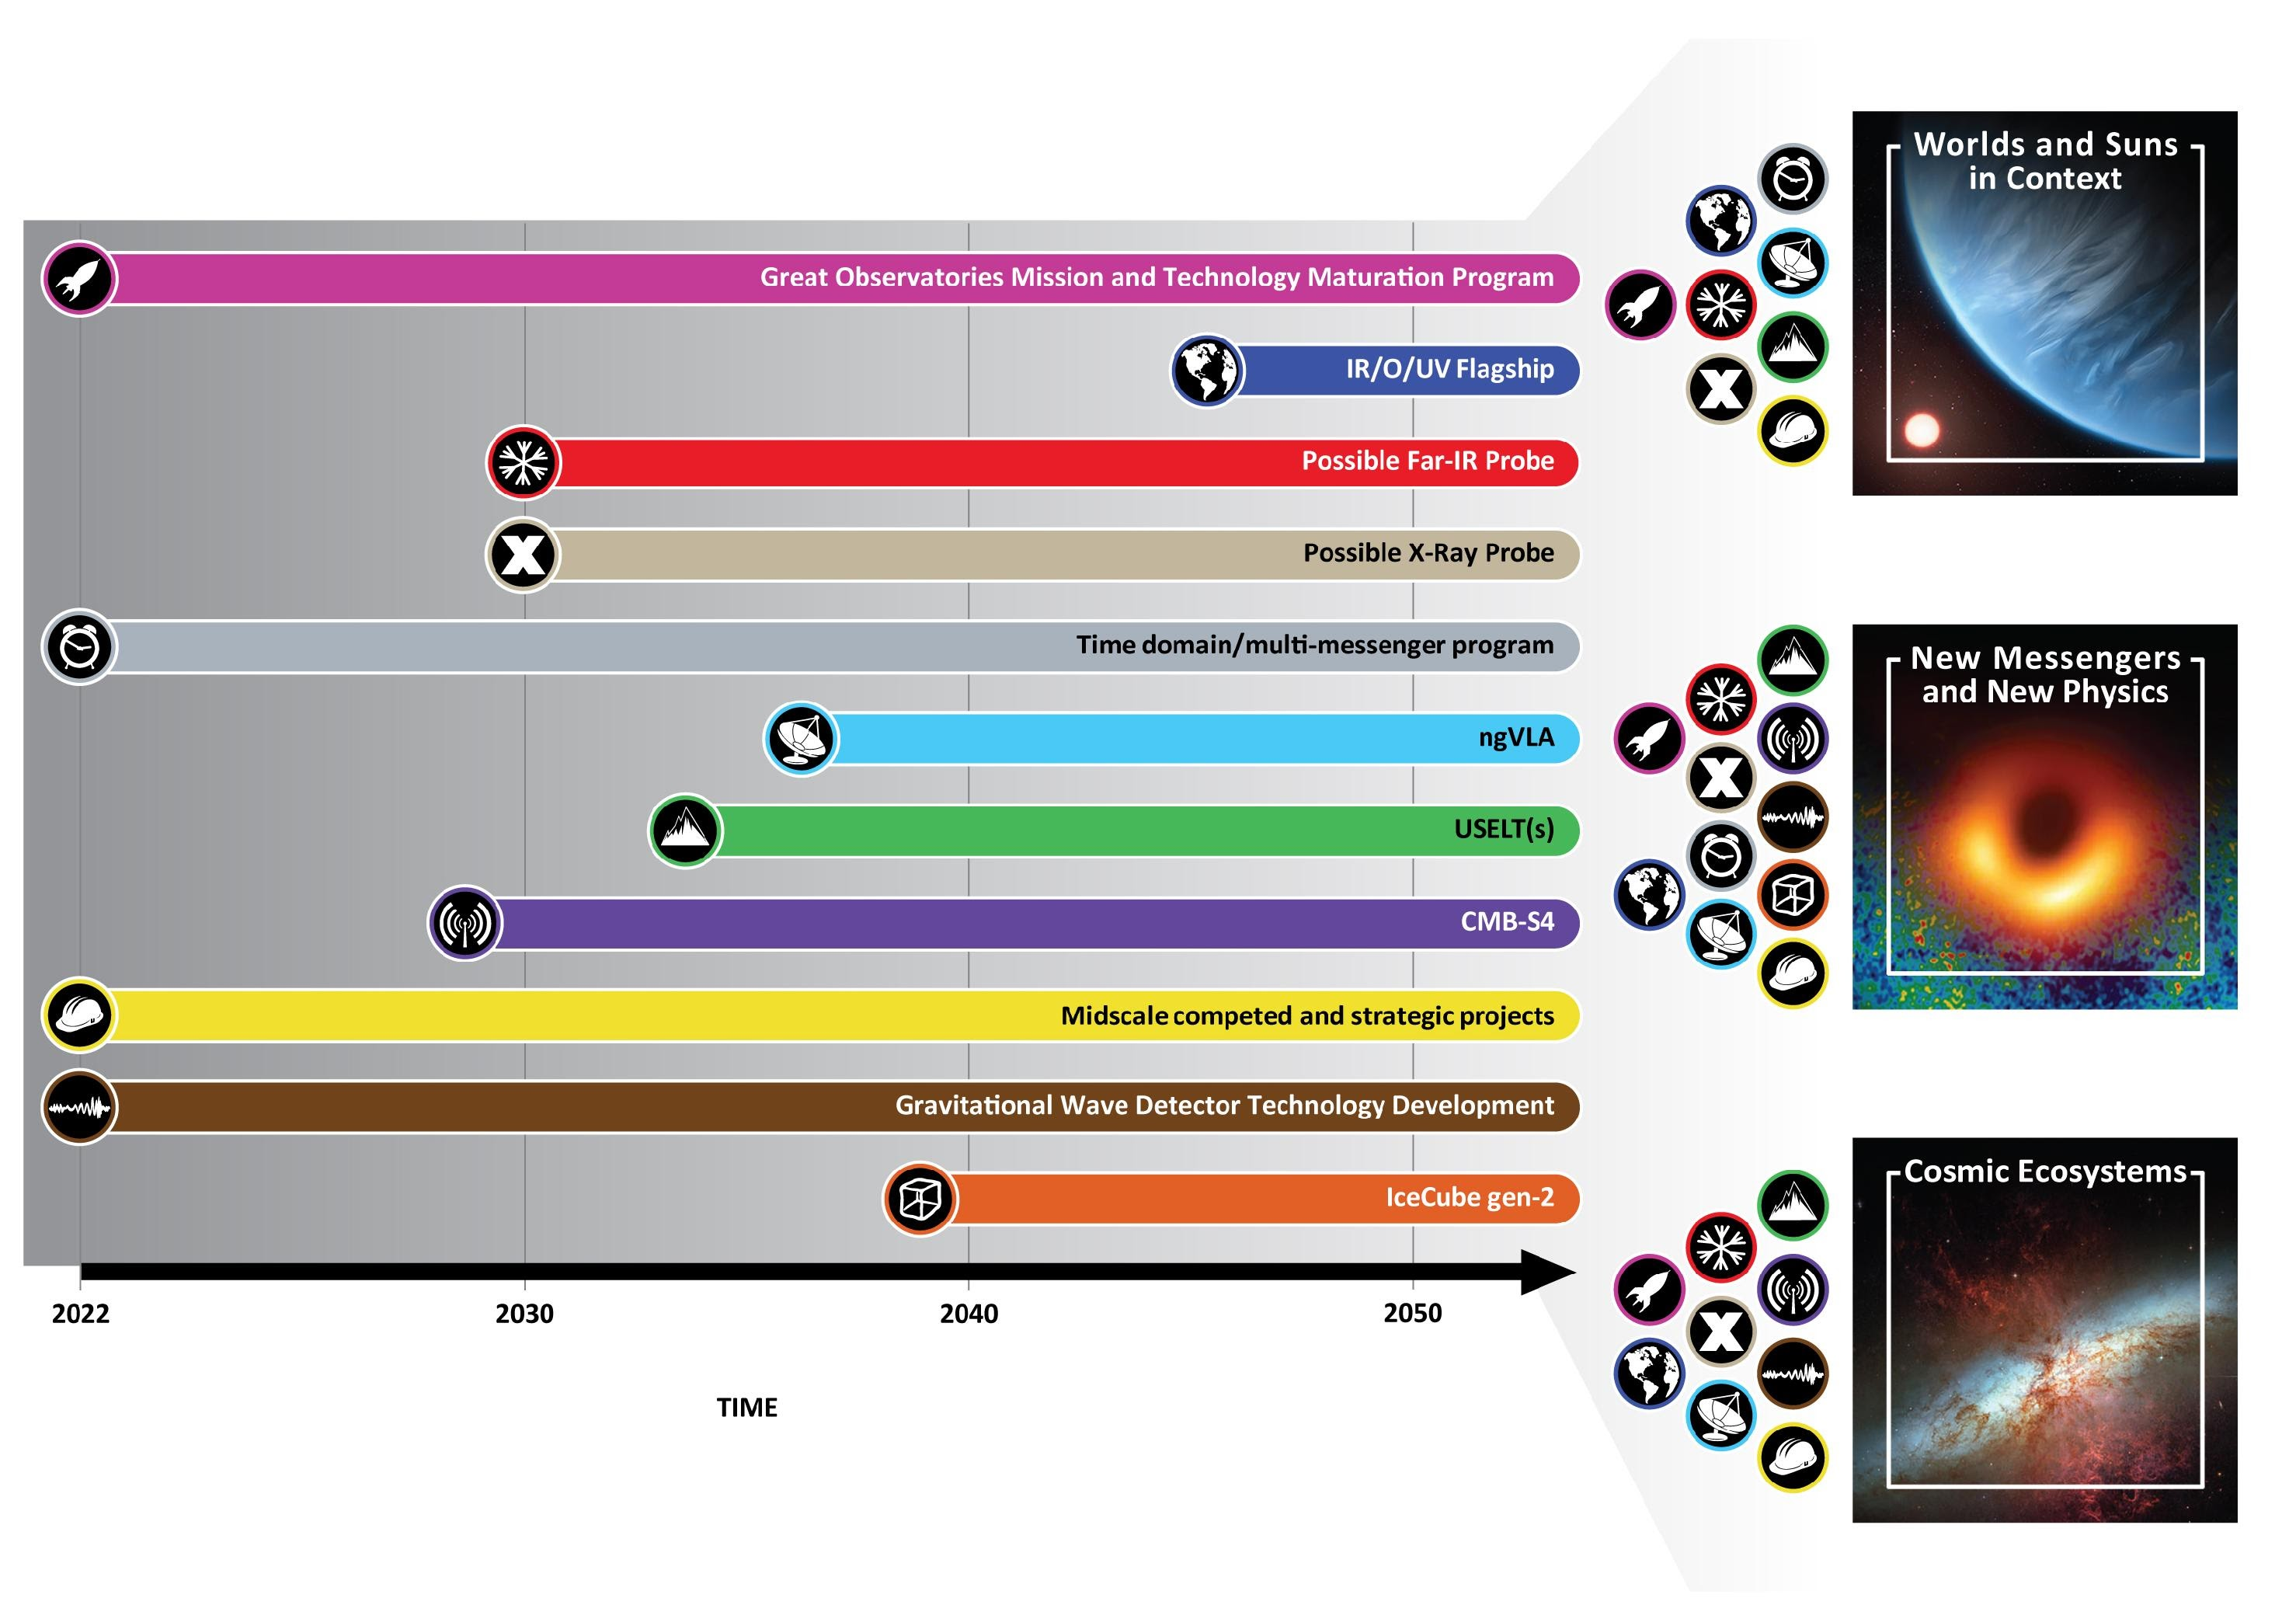 Worlds and Suns
in Context
Great Observatories Mission and Technology Maturation Program
IR/O/UV Flagship
Possible Far-IR Probe
X
Possible X-Ray Probe
X
Time domain/multi-messenger program
New Messengers
and New Physics
ngVLA
X
USELT(s)
CMB-S4
Midscale competed and strategic projects
Gravitational Wave Detector Technology Development
Cosmic Ecosystems
IceCube gen-2
X
2022
2030
2040
2050
TIME